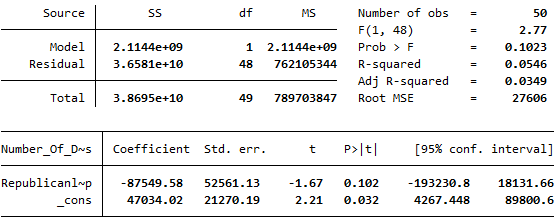 Source SS df MS Number of obs = 50
F(1, 48) = 2.77
Model 2.1144e+09 1 2.1144e+09 Prob > F = 0.1023
Residual 3.6581e+10 48 762105344 R-squared = 0.0546
Adj R-squared = 0.0349
Total 3.8695e+10 49 789703847 Root MSE = 27606
Number_Of_D~s Coefficient Std. err. t P>|t| [95% conf. interval]
Republicanl~p -87549.58 52561.13 -1.67 0.102 -193230.8 18131.66
_cons 47034.02 21270.19 2.21 0.032 4267.448 89800.6